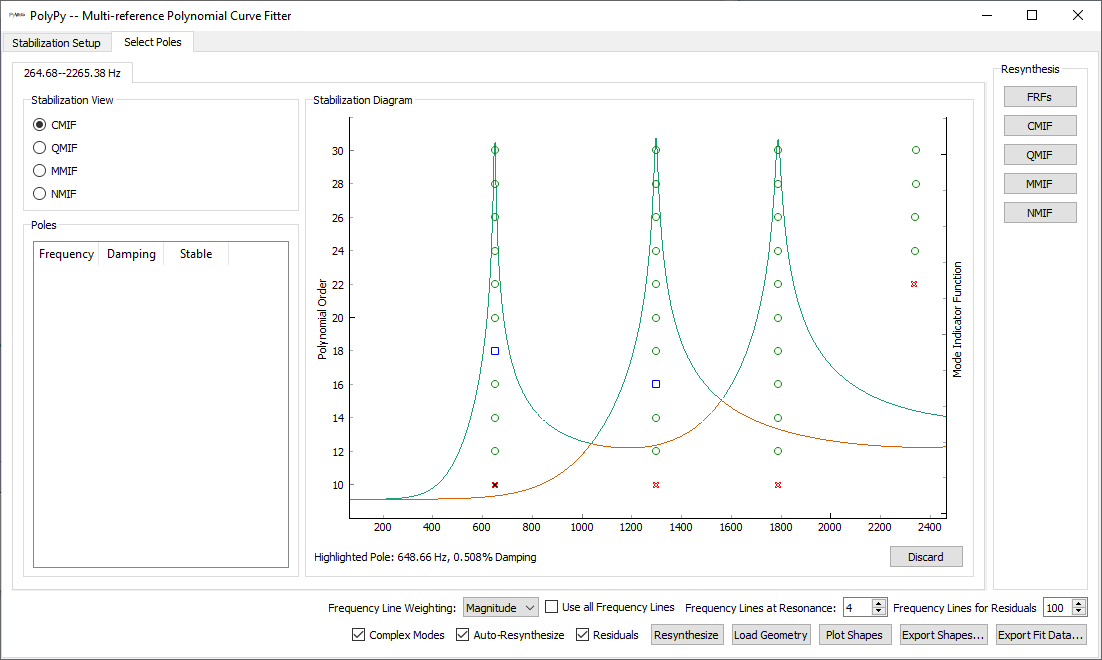 PolyPy -- Multi-reference Polynomial Curve Fitter
Stabilization Setup
Select Poles
264.68--2265.38 Hz
Stabilization View
CMIF
QMIF
MMIF
NMIF
Poles
Frequency Damping Stable
Stabilization Diagram
Polynomial Order
30
28
26
24
22
20
18
16
14
12
10
200 400 600 800 1000 1200 1400 1600 1800 2000 2200 2400
Mode Indicator Function
Highlighted Pole: 648.66 Hz, 0.508% Damping
Discard
Resynthesis
FRFs
CMIF
QMIF
MMIF
NMIF
Frequency Line Weighting: Magnitude Use all Frequency Lines Frequency Lines at Resonance: 4 Frequency Lines for Residuals 100
Complex Modes Auto-Resynthesize Residuals Resynthesize Load Geometry Plot Shapes Export Shapes... Export Fit Data...